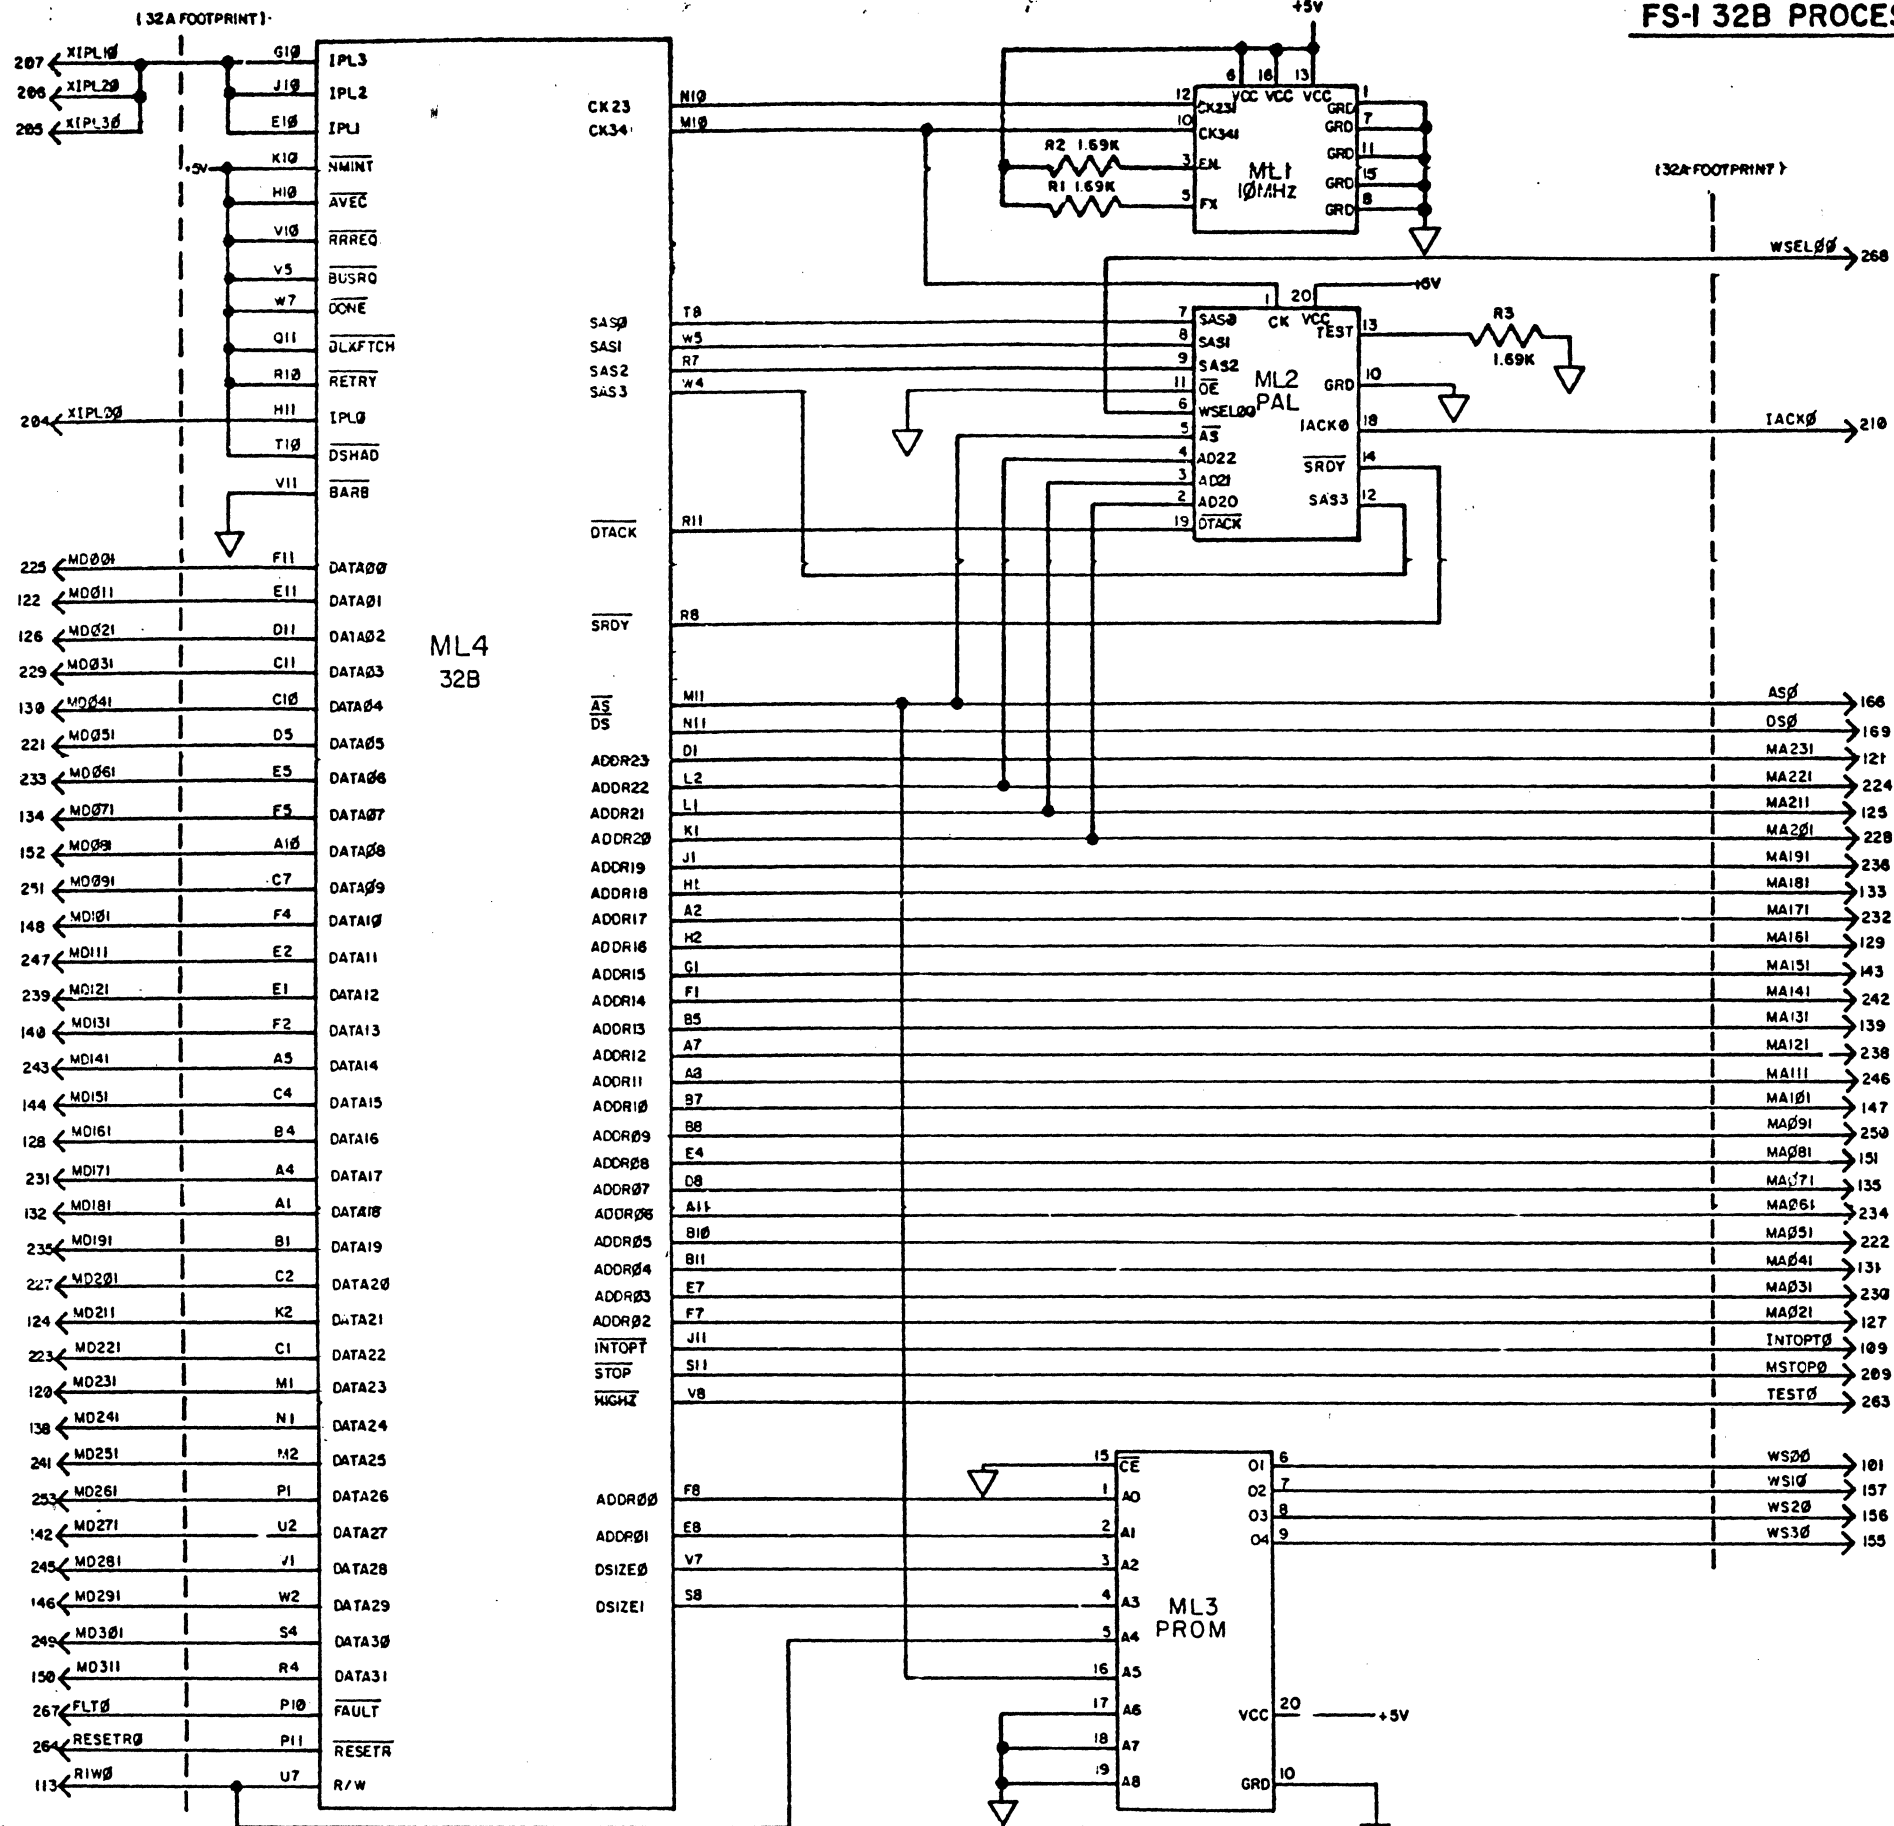 (32A FOOTPRINT)
+5V
FS-1 32B PROCES
207 XIPL1Ø G1Ø IPL3
206 XIPL2Ø J1Ø IPL2
205 XIPL3Ø E1Ø IPL1
+5V K1Ø NMINT
H1Ø AVEC
V1Ø RRREQ
V5 BUSRQ
W7 DONE
Q11 BLKFTCH
R1Ø RETRY
204 XIPL0Ø H11 IPLØ
T1Ø DSHAD
V11 BARB
225 MD001 F11 DATAØØ
122 MDØ11 E11 DATAØ1
126 MDØ21 D11 DATAØ2
229 MDØ31 C11 DATAØ3
130 MDØ41 C1Ø DATAØ4
221 MDØ51 D5 DATAØ5
233 MDØ61 E5 DATAØ6
134 MDØ71 F5 DATAØ7
152 MDØ81 A1Ø DATAØ8
251 MDØ91 C7 DATAØ9
148 MD1Ø1 F4 DATA1Ø
247 MD111 E2 DATA11
239 MD121 E1 DATA12
140 MD131 F2 DATA13
243 MD141 A5 DATA14
144 MD151 C4 DATA15
128 MD161 B4 DATA16
231 MD171 A4 DATA17
132 MD181 A1 DATA18
235 MD191 B1 DATA19
227 MD2Ø1 C2 DATA2Ø
124 MD211 K2 DATA21
223 MD221 C1 DATA22
120 MD231 M1 DATA23
138 MD241 N1 DATA24
241 MD251 M2 DATA25
253 MD261 P1 DATA26
142 MD271 U2 DATA27
245 MD281 J1 DATA28
146 MD291 W2 DATA29
249 MD3Ø1 S4 DATA3Ø
150 MD311 R4 DATA31
267 FLTØ P1Ø FAULT
264 RESETRØ P11 RESETR
113 R1WØ U7 R/W
ML4
32B
CK23 N1Ø
CK34 M1Ø
SASØ T8
SAS1 W5
SAS2 R7
SAS3 W4
DTACK R11
SRDY R8
AS M11 ASØ 166
DS N11 DSØ 169
ADDR23 D1 MA231 121
ADDR22 L2 MA221 224
ADDR21 L1 MA211 125
ADDR2Ø K1 MA2Ø1 228
ADDR19 J1 MA191 236
ADDR18 H1 MA181 133
ADDR17 A2 MA171 232
ADDR16 H2 MA161 129
ADDR15 G1 MA151 143
ADDR14 F1 MA141 242
ADDR13 B5 MA131 139
ADDR12 A7 MA121 238
ADDR11 A8 MA111 246
ADDR1Ø B7 MA1Ø1 147
ADDRØ9 B8 MAØ91 250
ADDRØ8 E4 MAØ81 151
ADDRØ7 D8 MAØ71 135
ADDRØ6 A11 MAØ61 234
ADDRØ5 B1Ø MAØ51 222
ADDRØ4 B11 MAØ41 131
ADDRØ3 E7 MAØ31 230
ADDRØ2 F7 MAØ21 127
INTOPT J11 INTOPTØ 109
STOP S11 MSTOPØ 209
HIGHZ V8 TESTØ 263
ADDRØØ F8
ADDRØ1 E8
DSIZEØ V7
DSIZE1 S8
6 16 13
VCC VCC VCC
12 CK231
10 CK341
R2 1.69K 3 EN
R1 1.69K 5 FX
ML1
1ØMHz
GRD 1
GRD 7
GRD 11
GRD 15
GRD 8
(32A FOOTPRINT)
WSELØØ 268
1 20 +5V
CK VCC
7 SASØ
8 SAS1
9 SAS2
11 OE
6 WSELØØ
5 AS
4 AD22
3 AD21
2 AD20
19 DTACK
ML2
PAL
TEST 13
R3
1.69K
GRD 10
IACKØ 18 IACKØ 210
SRDY 14
SAS3 12
15 CE
1 A0
2 A1
3 A2
4 A3
5 A4
16 A5
17 A6
18 A7
19 A8
ML3
PROM
O1 6 WSØØ 101
O2 7 WS1Ø 157
O3 8 WS2Ø 156
O4 9 WS3Ø 155
VCC 20 +5V
GRD 10